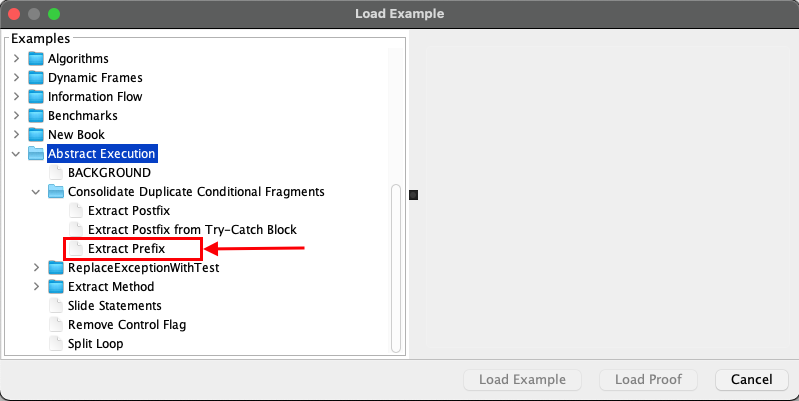 Load Example
Examples
Algorithms
Dynamic Frames
Information Flow
Benchmarks
New Book
Abstract Execution
BACKGROUND
Consolidate Duplicate Conditional Fragments
Extract Postfix
Extract Postfix from Try-Catch Block
Extract Prefix
ReplaceExceptionWithTest
Extract Method
Slide Statements
Remove Control Flag
Split Loop
Load Example Load Proof Cancel